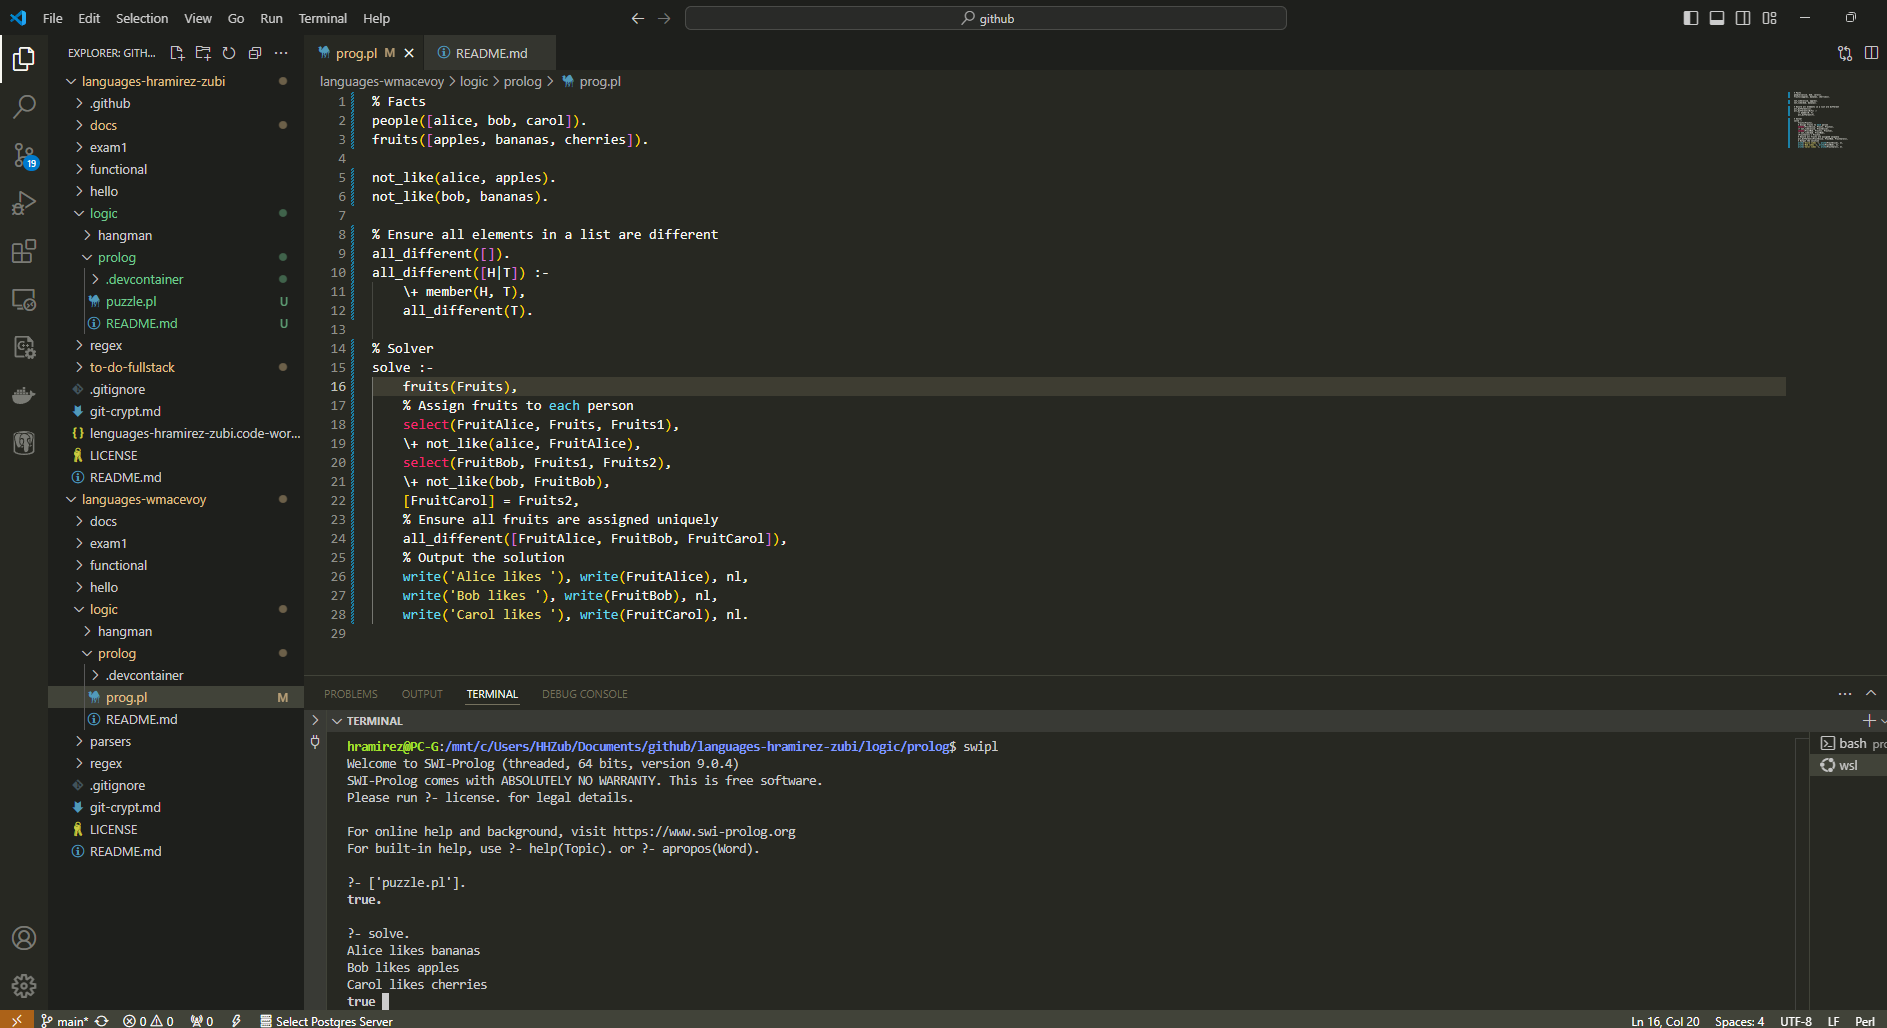 File Edit Selection View Go Run Terminal Help
github
EXPLORER: GITH...
languages-hramirez-zubi
.github
docs
exam1
functional
hello
logic
hangman
prolog
.devcontainer
puzzle.pl U
README.md U
regex
to-do-fullstack
.gitignore
git-crypt.md
lenguages-hramirez-zubi.code-wor...
LICENSE
README.md
languages-wmacevoy
docs
exam1
functional
hello
logic
hangman
prolog
.devcontainer
prog.pl M
README.md
parsers
regex
.gitignore
git-crypt.md
LICENSE
README.md
19
prog.pl M README.md
languages-wmacevoy > logic > prolog > prog.pl
1 % Facts
2 people([alice, bob, carol]).
3 fruits([apples, bananas, cherries]).
4
5 not_like(alice, apples).
6 not_like(bob, bananas).
7
8 % Ensure all elements in a list are different
9 all_different([]).
10 all_different([H|T]) :-
11 \+ member(H, T),
12 all_different(T).
13
14 % Solver
15 solve :-
16 fruits(Fruits),
17 % Assign fruits to each person
18 select(FruitAlice, Fruits, Fruits1),
19 \+ not_like(alice, FruitAlice),
20 select(FruitBob, Fruits1, Fruits2),
21 \+ not_like(bob, FruitBob),
22 [FruitCarol] = Fruits2,
23 % Ensure all fruits are assigned uniquely
24 all_different([FruitAlice, FruitBob, FruitCarol]),
25 % Output the solution
26 write('Alice likes '), write(FruitAlice), nl,
27 write('Bob likes '), write(FruitBob), nl,
28 write('Carol likes '), write(FruitCarol), nl.
29
PROBLEMS OUTPUT TERMINAL DEBUG CONSOLE
TERMINAL
hramirez@PC-G:/mnt/c/Users/HHZub/Documents/github/languages-hramirez-zubi/logic/prolog$ swipl
Welcome to SWI-Prolog (threaded, 64 bits, version 9.0.4)
SWI-Prolog comes with ABSOLUTELY NO WARRANTY. This is free software.
Please run ?- license. for legal details.

For online help and background, visit https://www.swi-prolog.org
For built-in help, use ?- help(Topic). or ?- apropos(Word).

?- ['puzzle.pl'].
true.

?- solve.
Alice likes bananas
Bob likes apples
Carol likes cherries
true
bash pro
wsl
main* 0 0 0 Select Postgres Server
Ln 16, Col 20 Spaces: 4 UTF-8 LF Perl